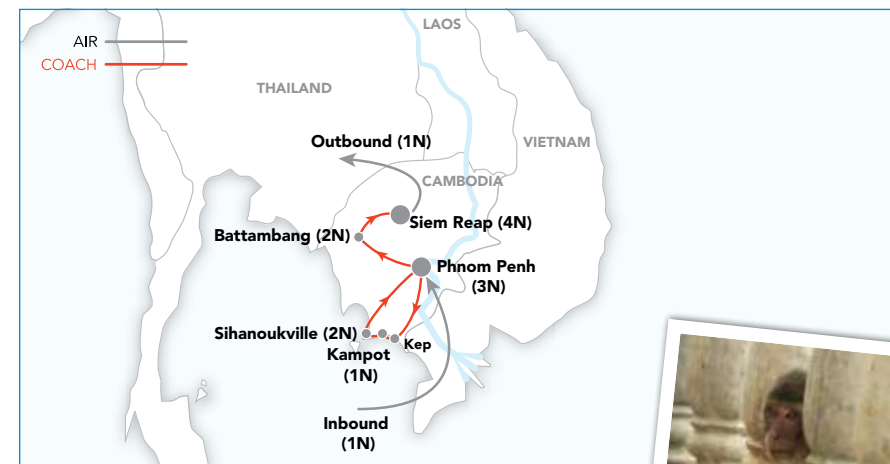 AIR
COACH
LAOS
THAILAND
Outbound (1N)
VIETNAM
CAMBODIA
Siem Reap (4N)
Battambang (2N)
Phnom Penh
(3N)
Sihanoukville (2N)
Kep
Kampot
(1N)
Inbound
(1N)